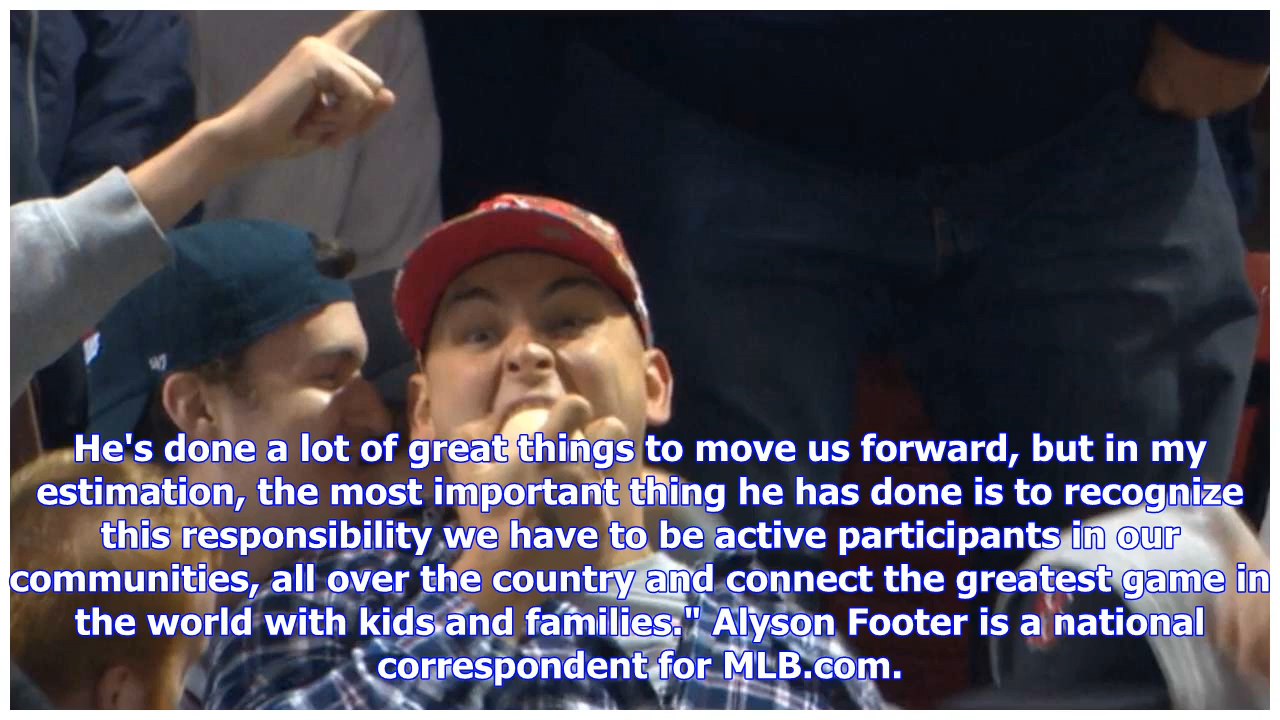 He's done a lot of great things to move us forward, but in my
estimation, the most important thing he has done is to recognize
this responsibility we have to be active participants in our
communities, all over the country and connect the greatest game in
the world with kids and families." Alyson Footer is a national
correspondent for MLB.com.